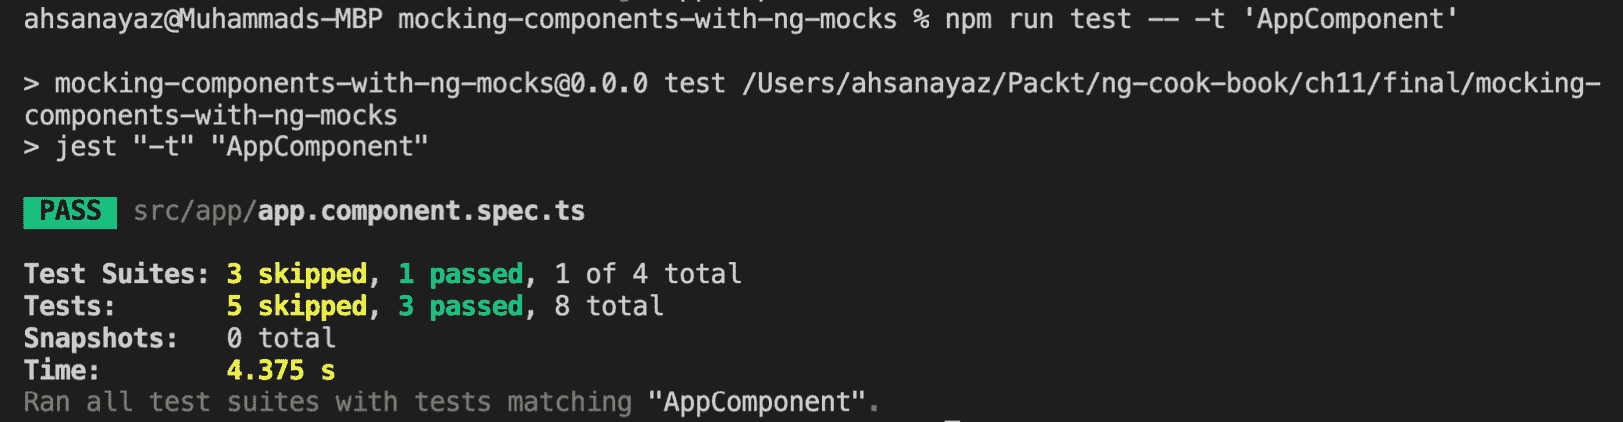 ahsanayaz@Muhammads-MBP mocking-components-with-ng-mocks % npm run test -- -t 'AppComponent'
> mocking-components-with-ng-mocks@0.0.0 test /Users/ahsanayaz/Packt/ng-cook-book/ch11/final/mocking-
components-with-ng-mocks
> jest "-t" "AppComponent"
PASS src/app/app.component.spec.ts
Test Suites: 3 skipped, 1 passed, 1 of 4 total
Tests: 5 skipped, 3 passed, 8 total
Snapshots: 0 total
Time: 4.375 s
Ran all test suites with tests matching "AppComponent".